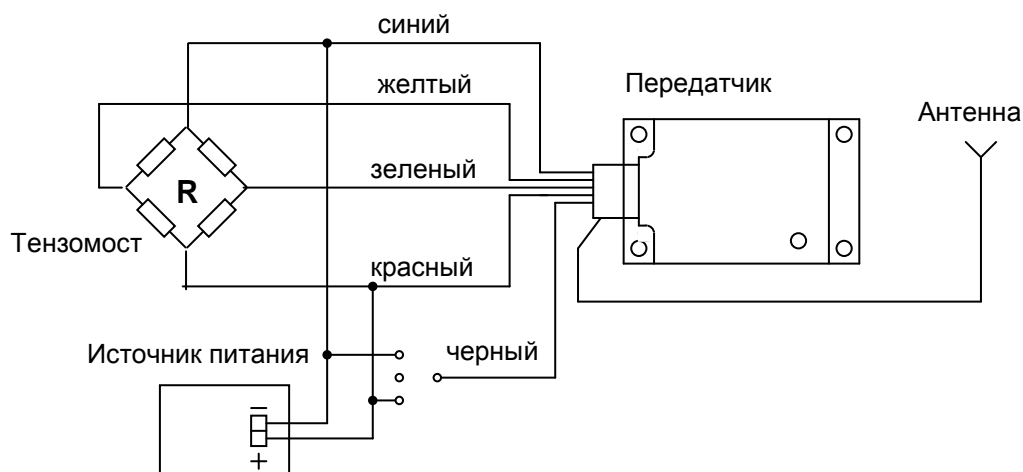 синий
желтый
Передатчик
Антенна
зеленый
R
Тензомост
красный
Источник питания
черный
–
+